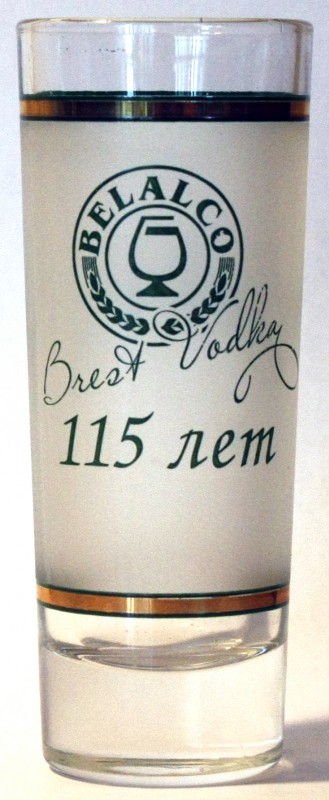 BELALCO
Brest Vodka
115 лет